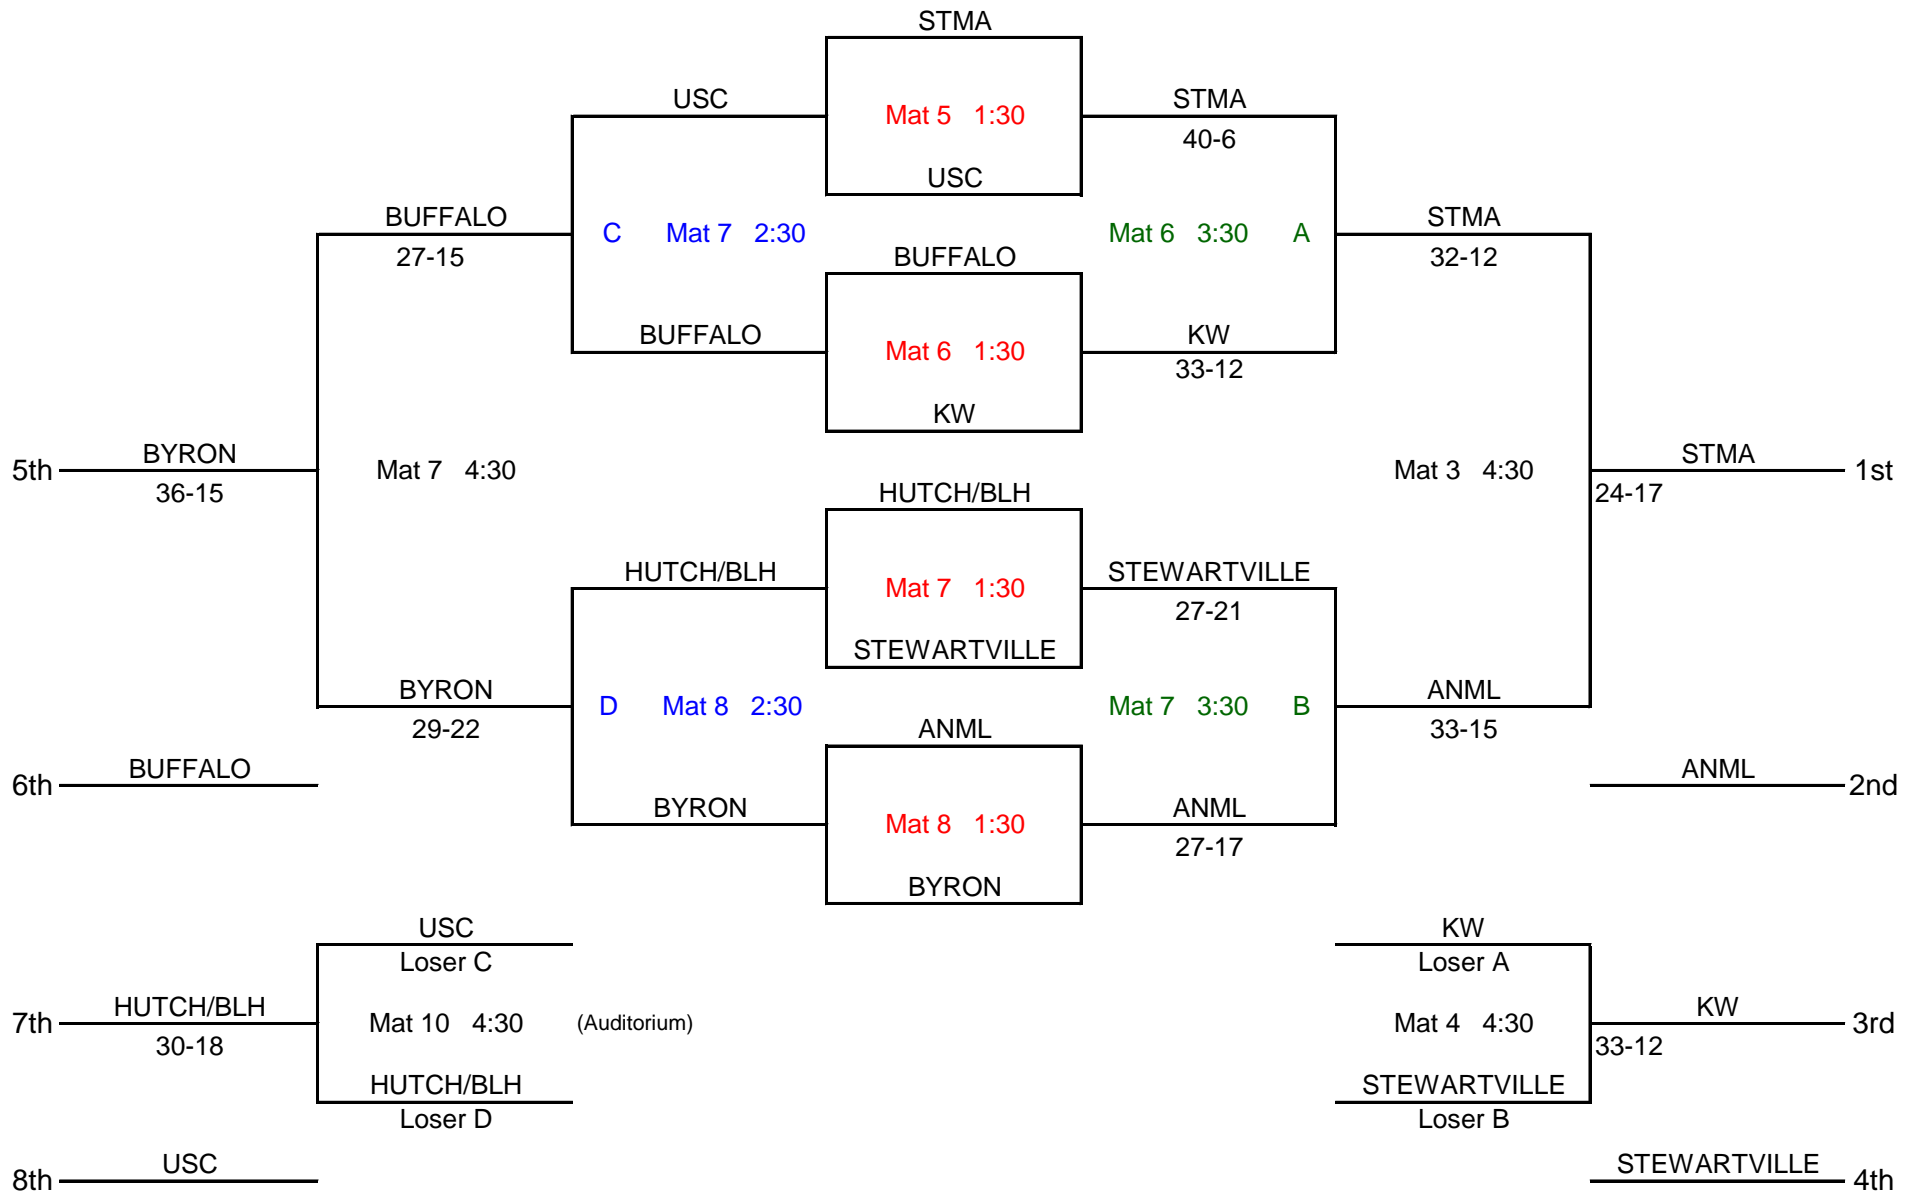 STMA
USC
Mat 5 1:30
STMA
40-6
USC
BUFFALO
27-15
C Mat 7 2:30
Mat 6 3:30 A
STMA
32-12
BUFFALO
BUFFALO
Mat 6 1:30
KW
33-12
KW
5th
BYRON
36-15
Mat 7 4:30
Mat 3 4:30
STMA
24-17
1st
HUTCH/BLH
HUTCH/BLH
Mat 7 1:30
STEWARTVILLE
27-21
STEWARTVILLE
BYRON
29-22
D Mat 8 2:30
Mat 7 3:30 B
ANML
33-15
ANML
6th
BUFFALO
ANML
2nd
BYRON
Mat 8 1:30
ANML
27-17
BYRON
USC
Loser C
KW
Loser A
7th
HUTCH/BLH
30-18
Mat 10 4:30 (Auditorium)
Mat 4 4:30
KW
33-12
3rd
HUTCH/BLH
Loser D
STEWARTVILLE
Loser B
8th
USC
STEWARTVILLE
4th